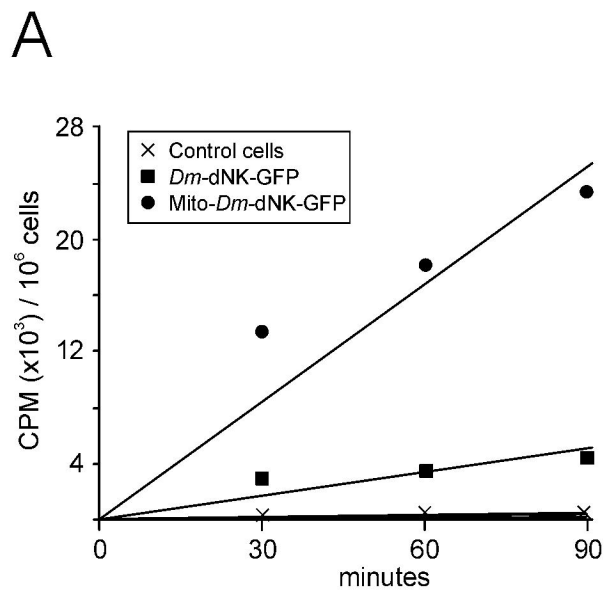 A
28
20
12
4
CPM (x10³) / 10⁶ cells
Control cells
Dm-dNK-GFP
Mito-Dm-dNK-GFP
0 30 60 90
minutes